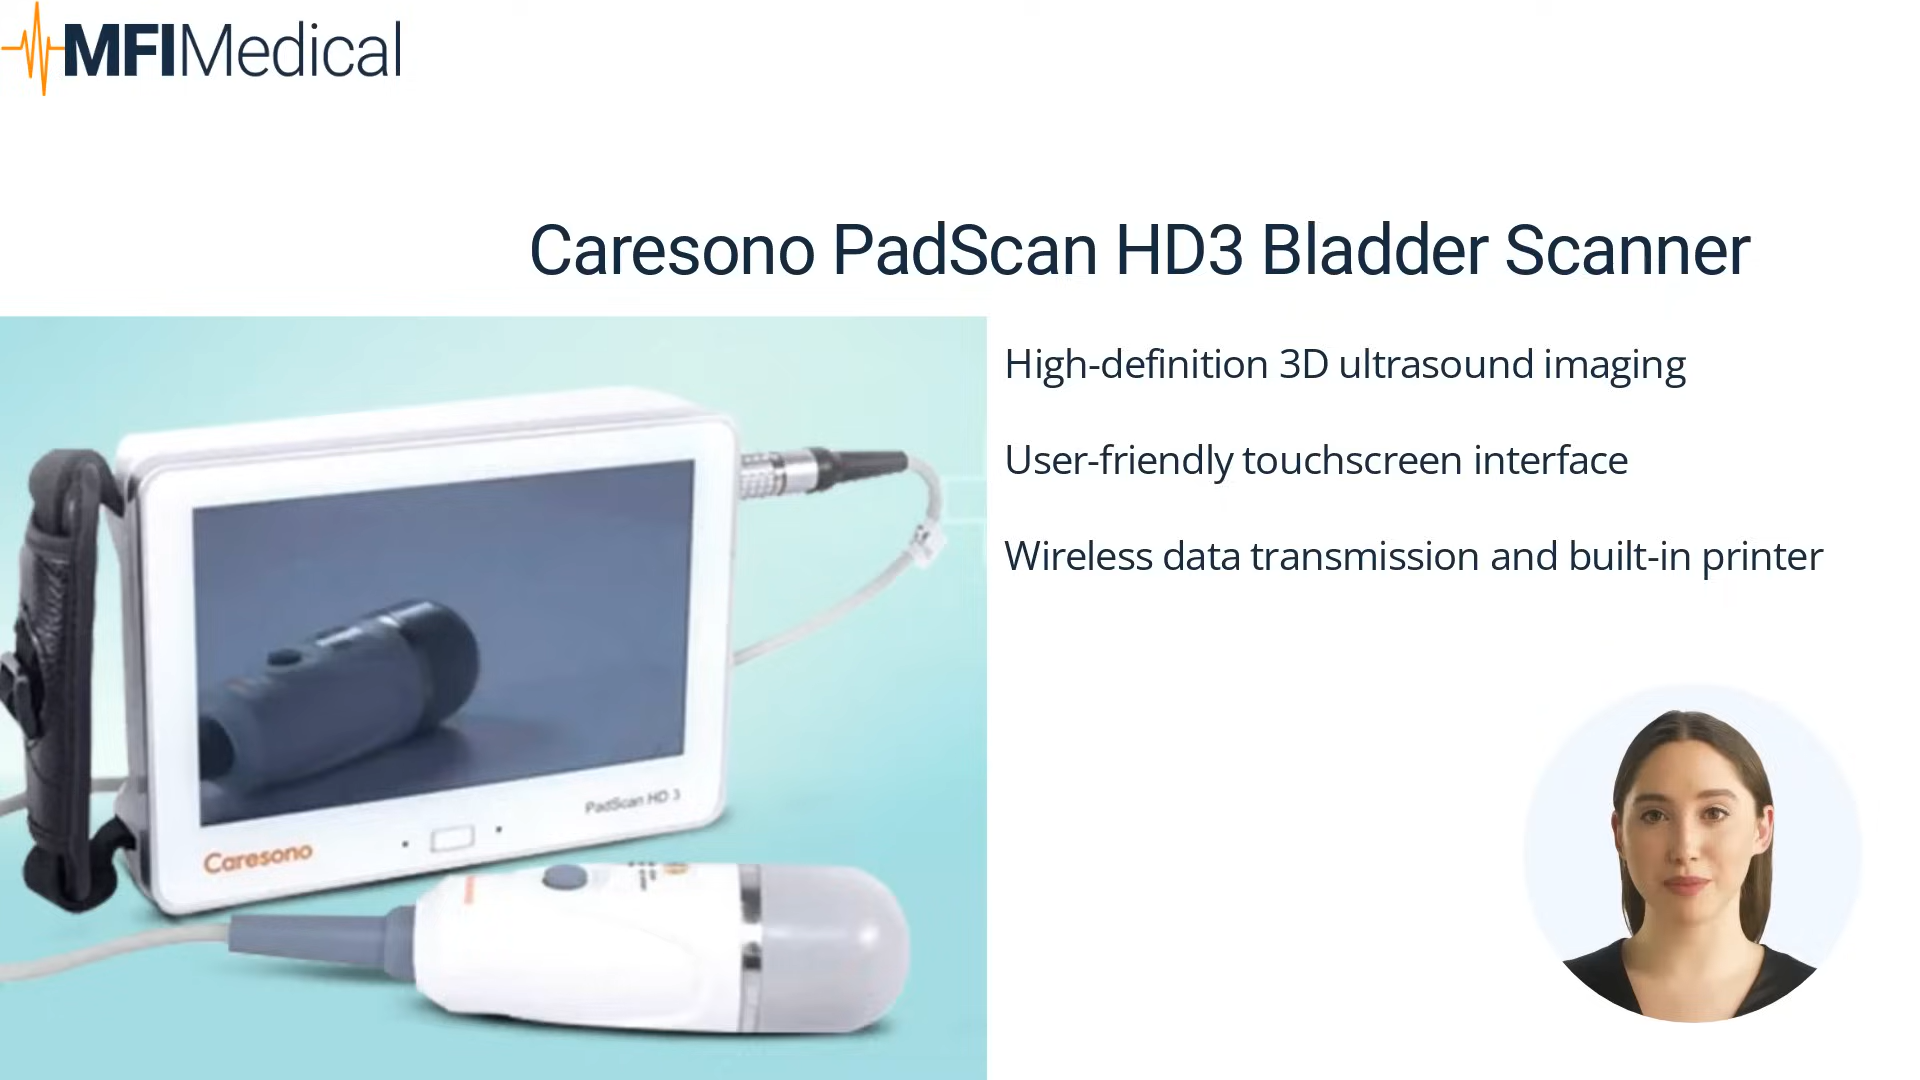 MFIMedical
Caresono PadScan HD3 Bladder Scanner
High-definition 3D ultrasound imaging
User-friendly touchscreen interface
Wireless data transmission and built-in printer
PadScan HD 3
Caresono